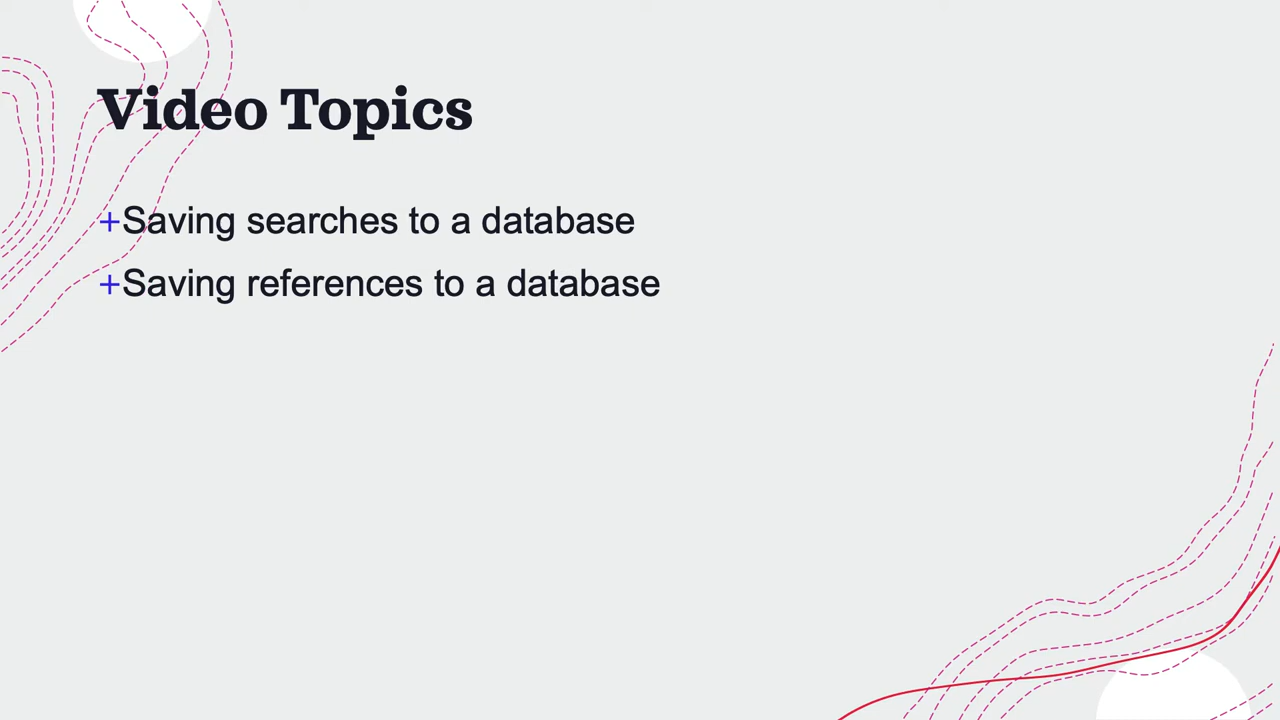 Video Topics
+Saving searches to a database
+Saving references to a database